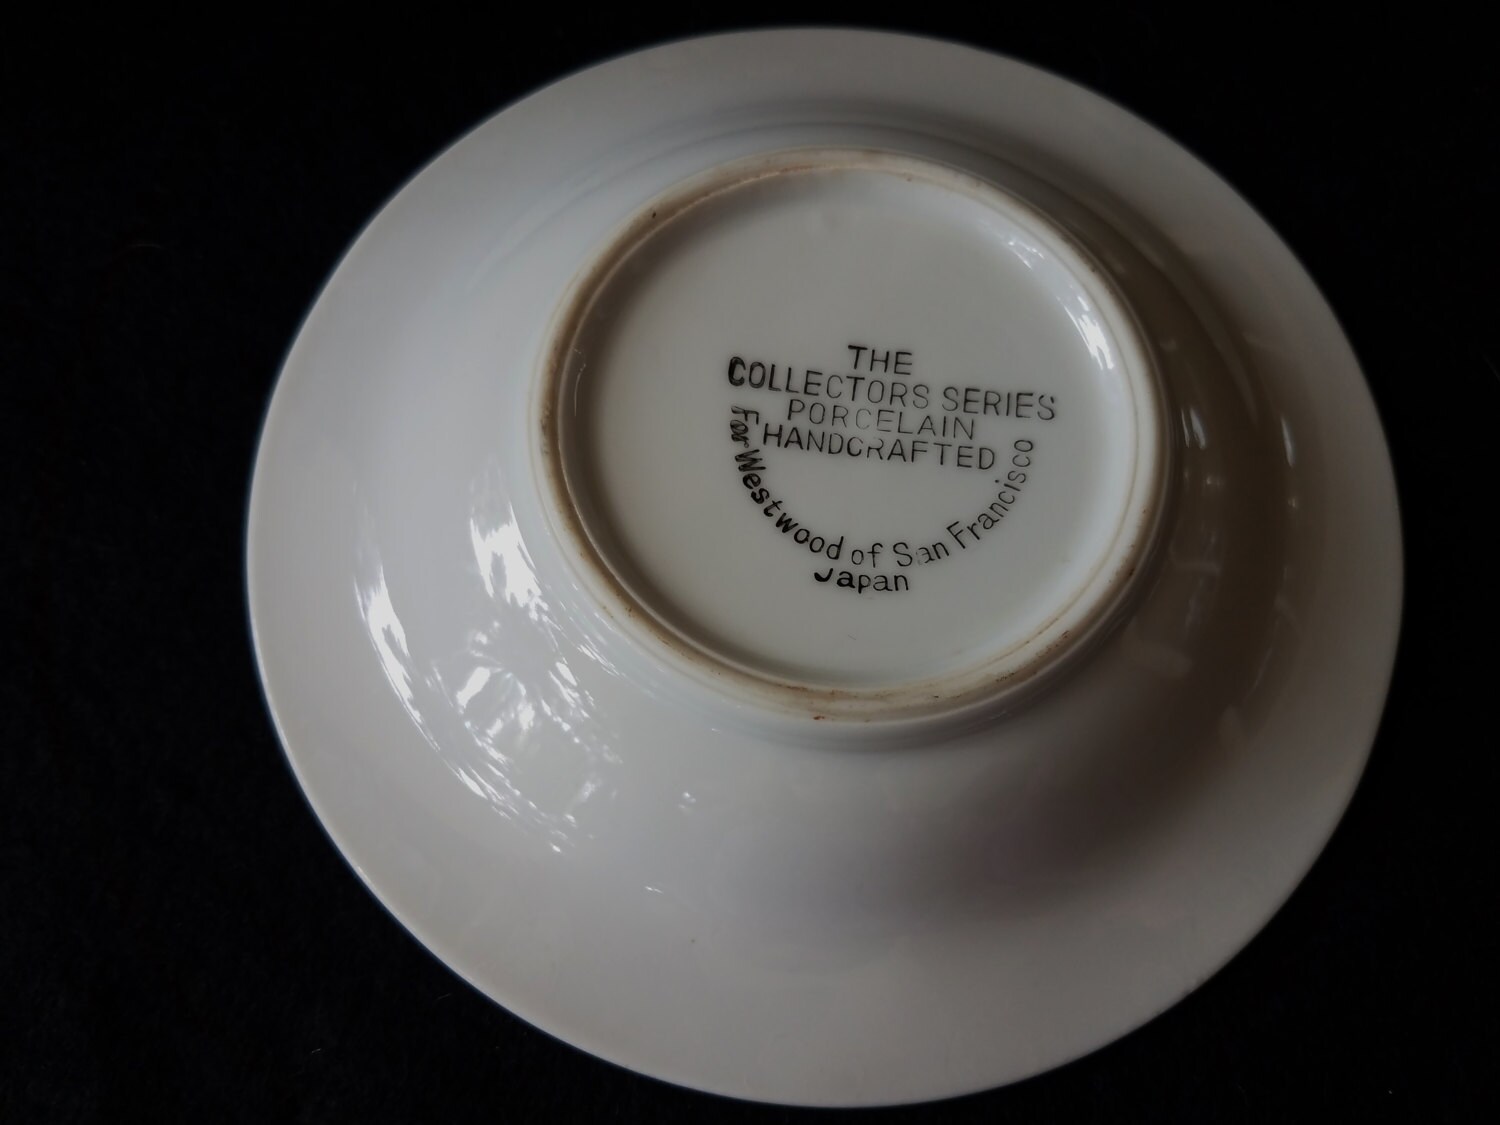 THE
COLLECTORS SERIES
PORCELAIN
HANDCRAFTED
For Westwood of San Francisco
Japan